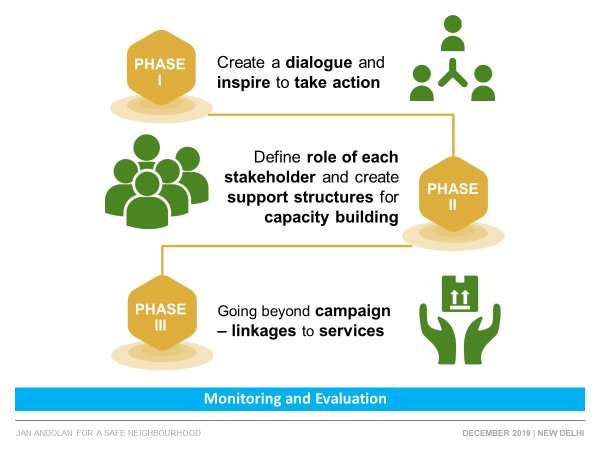 PHASE
I
Create a dialogue and
inspire to take action
Define role of each
stakeholder and create
support structures for
capacity building
PHASE
II
PHASE
III
Going beyond campaign
– linkages to services
Monitoring and Evaluation
JAN ANDOLAN FOR A SAFE NEIGHBOURHOOD
DECEMBER 2019 | NEW DELHI